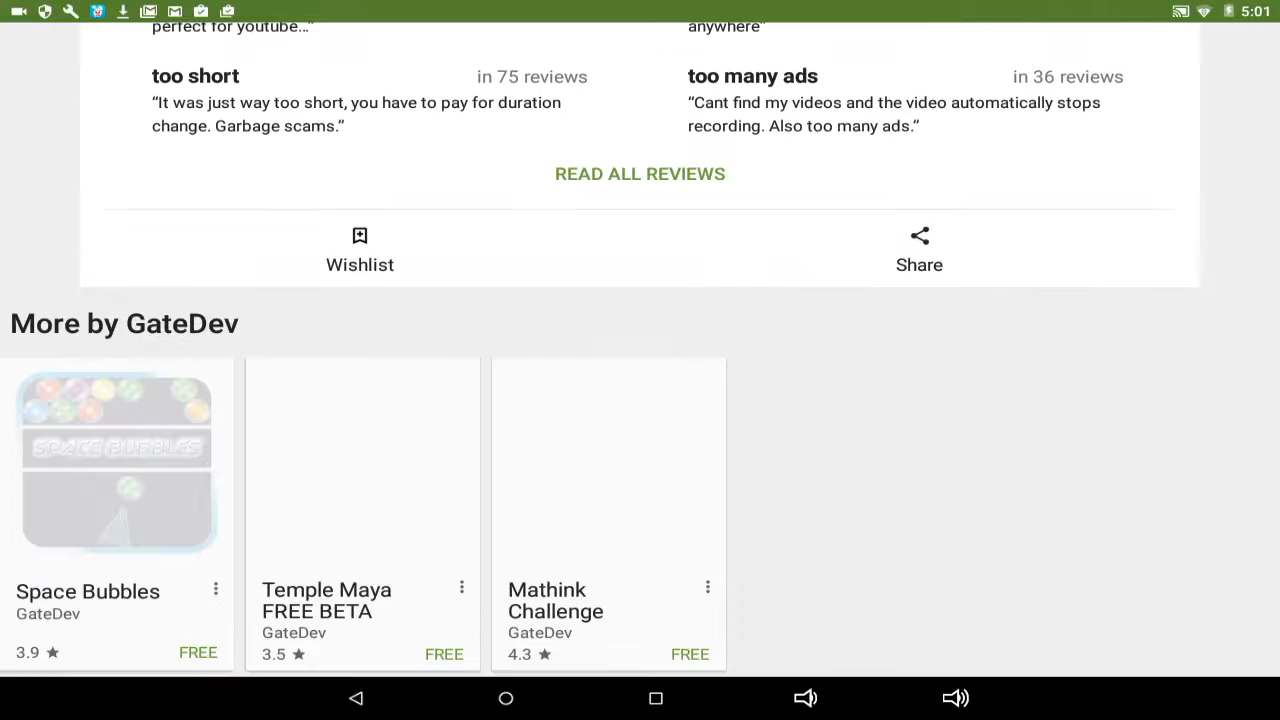 5:01
perfect for youtube..."
anywhere"
too short in 75 reviews
too many ads in 36 reviews
“It was just way too short, you have to pay for duration
change. Garbage scams.”
“Cant find my videos and the video automatically stops
recording. Also too many ads.”
READ ALL REVIEWS
Wishlist
Share
More by GateDev
SPACE BUBBLES
Space Bubbles
GateDev
3.9 ★ FREE
Temple Maya
FREE BETA
GateDev
3.5 ★ FREE
Mathink
Challenge
GateDev
4.3 ★ FREE